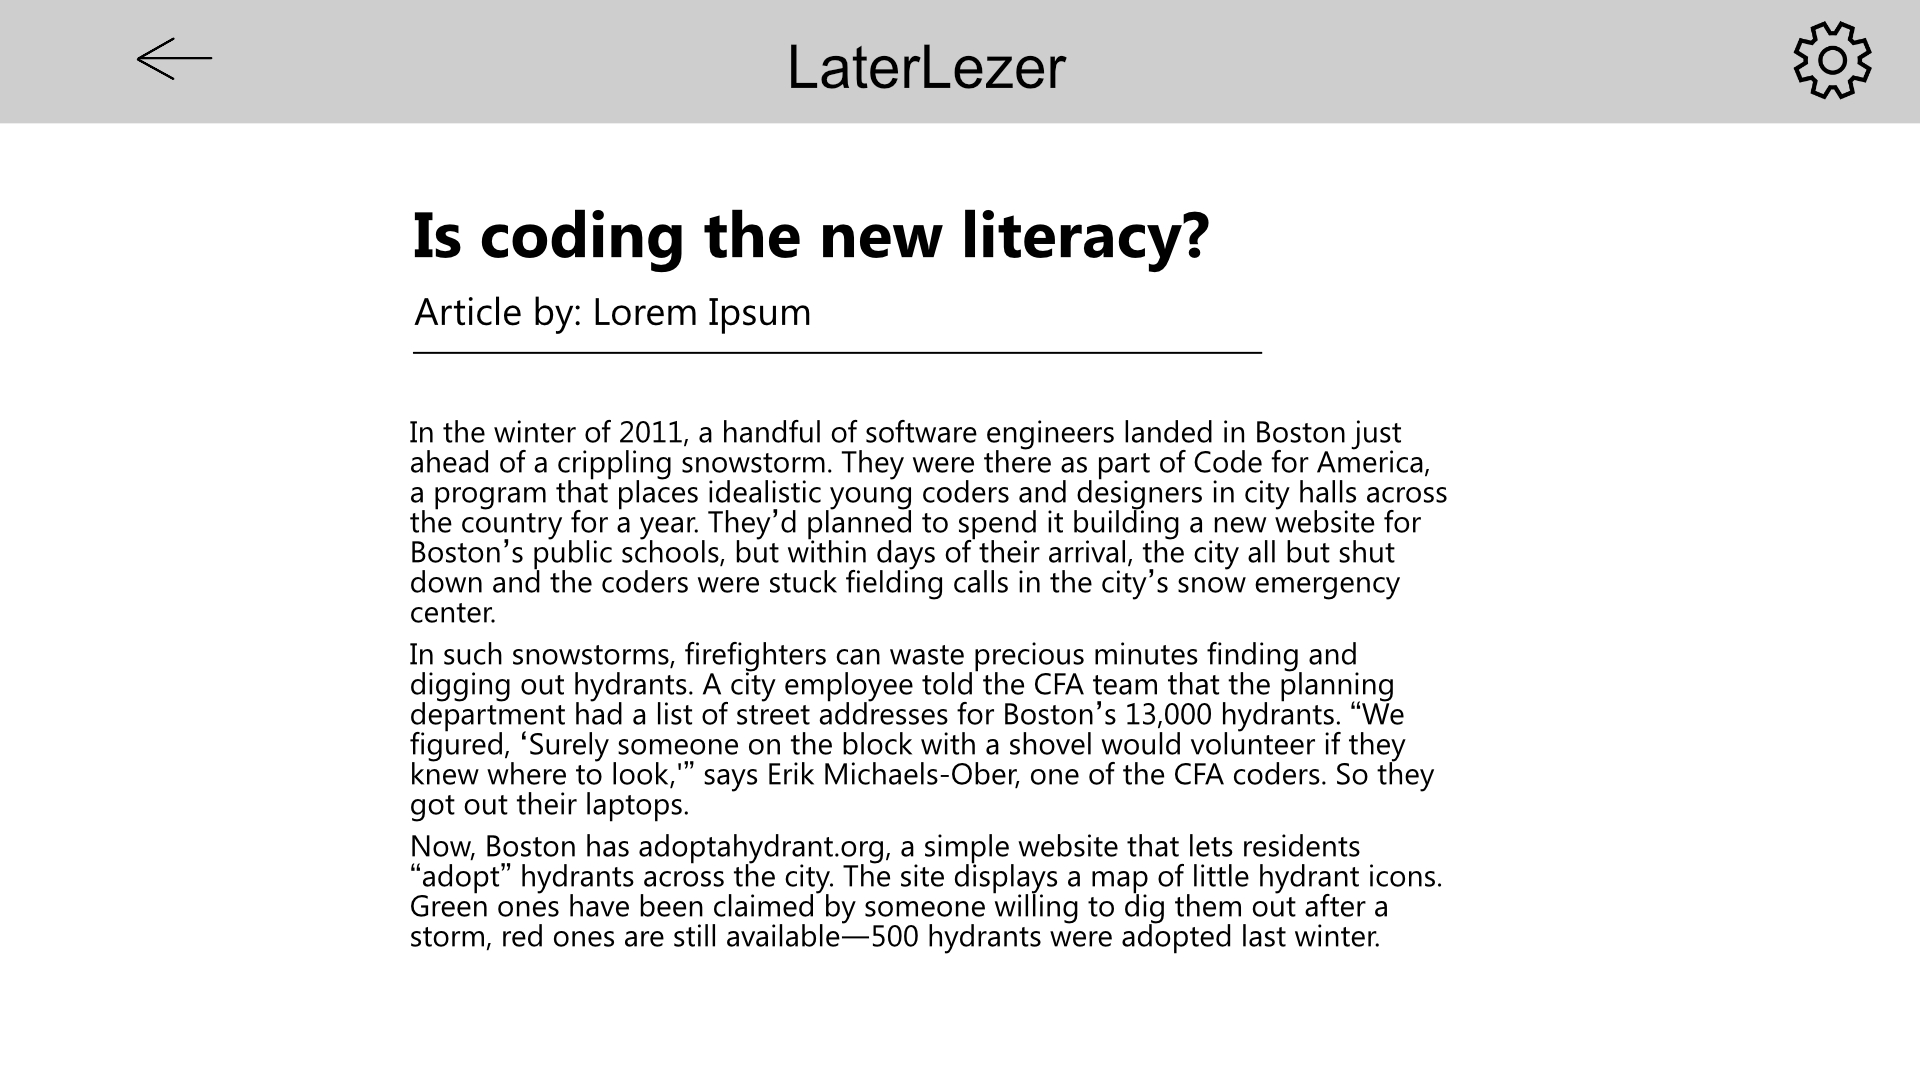 LaterLezer
Is coding the new literacy?
Article by: Lorem Ipsum
In the winter of 2011, a handful of software engineers landed in Boston just
ahead of a crippling snowstorm. They were there as part of Code for America,
a program that places idealistic young coders and designers in city halls across
the country for a year. They’d planned to spend it building a new website for
Boston’s public schools, but within days of their arrival, the city all but shut
down and the coders were stuck fielding calls in the city’s snow emergency
center.
In such snowstorms, firefighters can waste precious minutes finding and
digging out hydrants. A city employee told the CFA team that the planning
department had a list of street addresses for Boston’s 13,000 hydrants. “We
figured, ‘Surely someone on the block with a shovel would volunteer if they
knew where to look,'” says Erik Michaels-Ober, one of the CFA coders. So they
got out their laptops.
Now, Boston has adoptahydrant.org, a simple website that lets residents
“adopt” hydrants across the city. The site displays a map of little hydrant icons.
Green ones have been claimed by someone willing to dig them out after a
storm, red ones are still available—500 hydrants were adopted last winter.